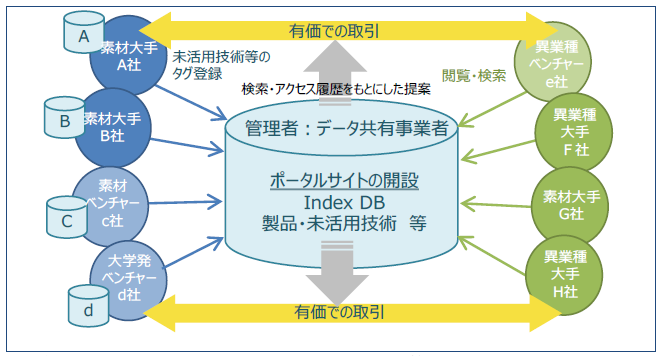 有価での取引
A
素材大手
A社
未活用技術等の
タグ登録
検索・アクセス履歴をもとにした提案
閲覧・検索
異業種
ベンチャー
e社
B
素材大手
B社
管理者：データ共有事業者
異業種
大手
F社
ポータルサイトの開設
Index DB
製品・未活用技術 等
C
素材
ベンチャー
c社
素材大手
G社
大学発
ベンチャー
d社
d
異業種
大手
H社
有価での取引